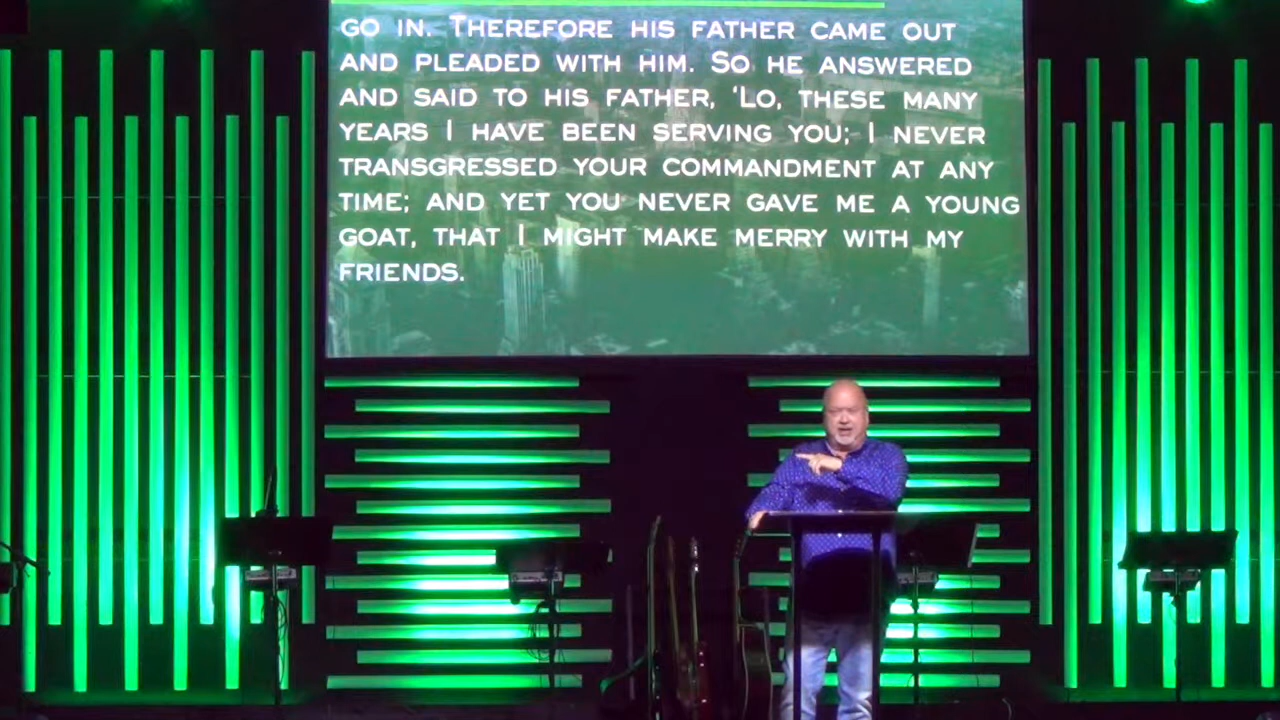 GO IN. THEREFORE HIS FATHER CAME OUT
AND PLEADED WITH HIM. SO HE ANSWERED
AND SAID TO HIS FATHER, ‘LO, THESE MANY
YEARS I HAVE BEEN SERVING YOU; I NEVER
TRANSGRESSED YOUR COMMANDMENT AT ANY
TIME; AND YET YOU NEVER GAVE ME A YOUNG
GOAT, THAT I MIGHT MAKE MERRY WITH MY
FRIENDS.